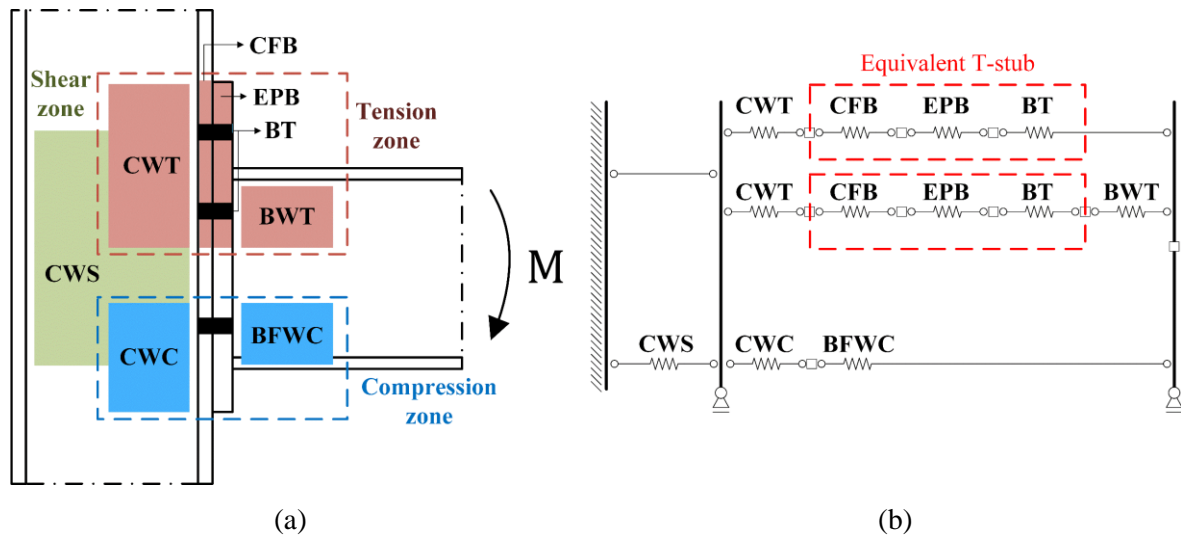 CFB
Shear
zone
EPB
BT
Tension
zone
CWT
BWT
CWS
M
CWC
BFWC
Compression
zone
(a)
Equivalent T-stub
CWT CFB EPB BT
CWT CFB EPB BT BWT
CWS CWC BFWC
(b)